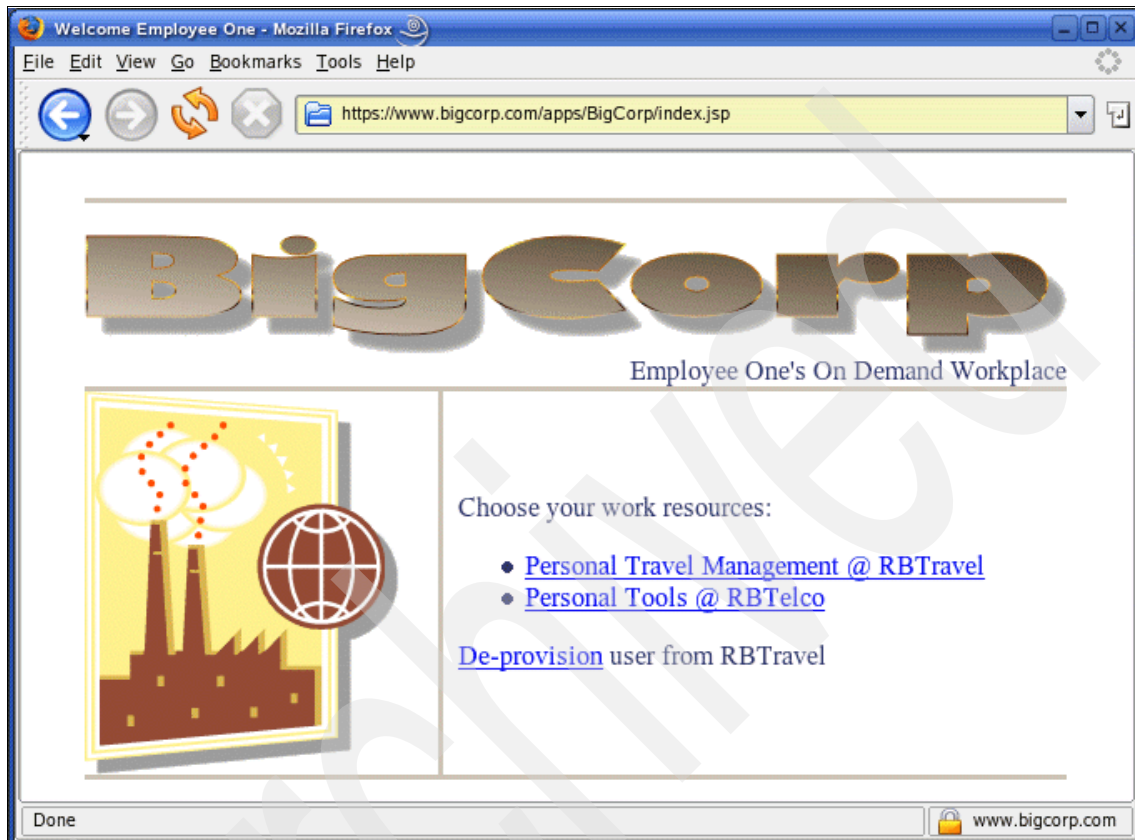 Welcome Employee One - Mozilla Firefox
File Edit View Go Bookmarks Tools Help
https://www.bigcorp.com/apps/BigCorp/index.jsp
BigCorp
Employee One's On Demand Workplace
Choose your work resources:
Personal Travel Management @ RBTravel
Personal Tools @ RBTelco
De-provision user from RBTravel
Done
www.bigcorp.com